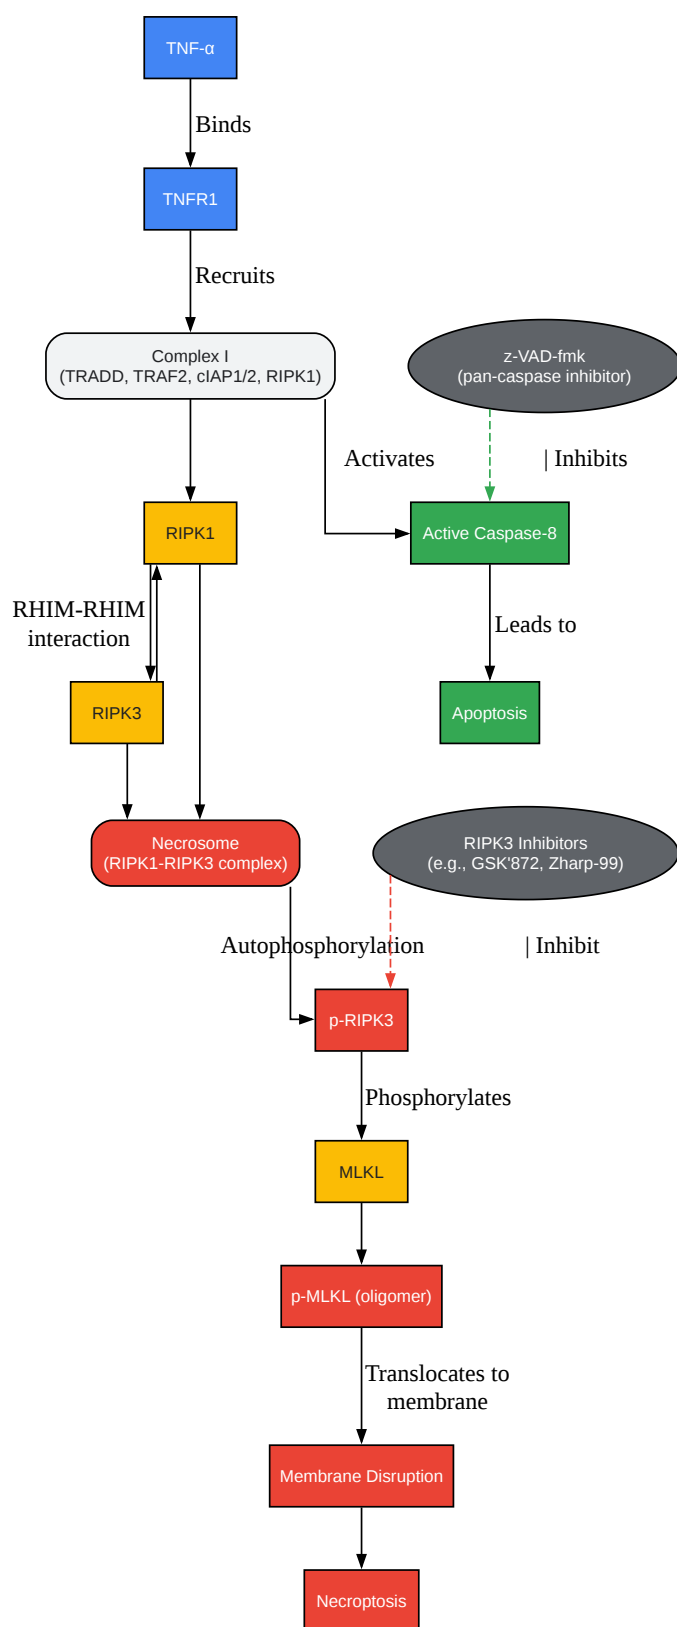 TNF-α
Binds
TNFR1
Recruits
Complex I
(TRADD, TRAF2, cIAP1/2, RIPK1)
z-VAD-fmk
(pan-caspase inhibitor)
Activates
| Inhibits
RIPK1
Active Caspase-8
RHIM-RHIM
interaction
Leads to
RIPK3
Apoptosis
Necrosome
(RIPK1-RIPK3 complex)
RIPK3 Inhibitors
(e.g., GSK'872, Zharp-99)
Autophosphorylation
| Inhibit
p-RIPK3
Phosphorylates
MLKL
p-MLKL (oligomer)
Translocates to
membrane
Membrane Disruption
Necroptosis